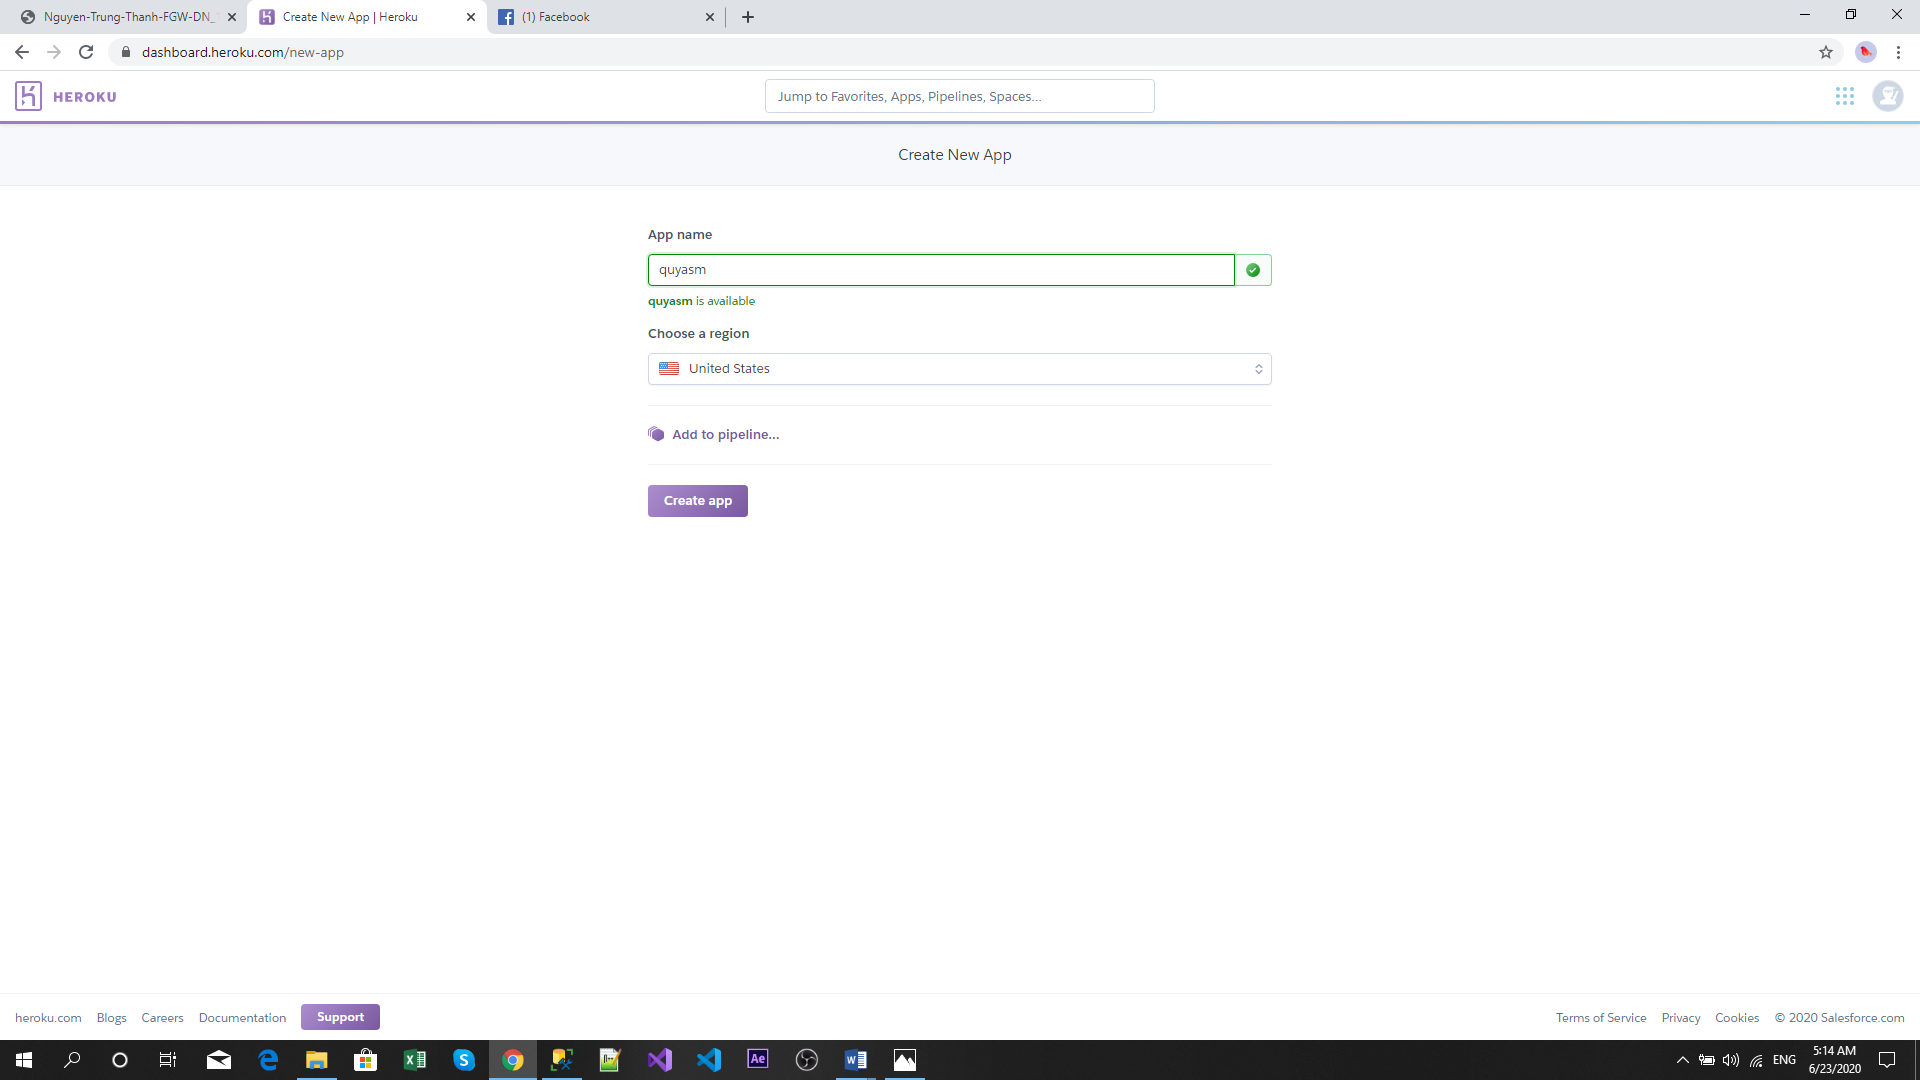 Nguyen-Trung-Thanh-FGW-DN_
Create New App | Heroku
(1) Facebook
dashboard.heroku.com/new-app
HEROKU
Jump to Favorites, Apps, Pipelines, Spaces...
Create New App
App name
quyasm
quyasm is available
Choose a region
United States
Add to pipeline...
Create app
heroku.com Blogs Careers Documentation Support
Terms of Service Privacy Cookies © 2020 Salesforce.com
Ae
ENG
5:14 AM
6/23/2020